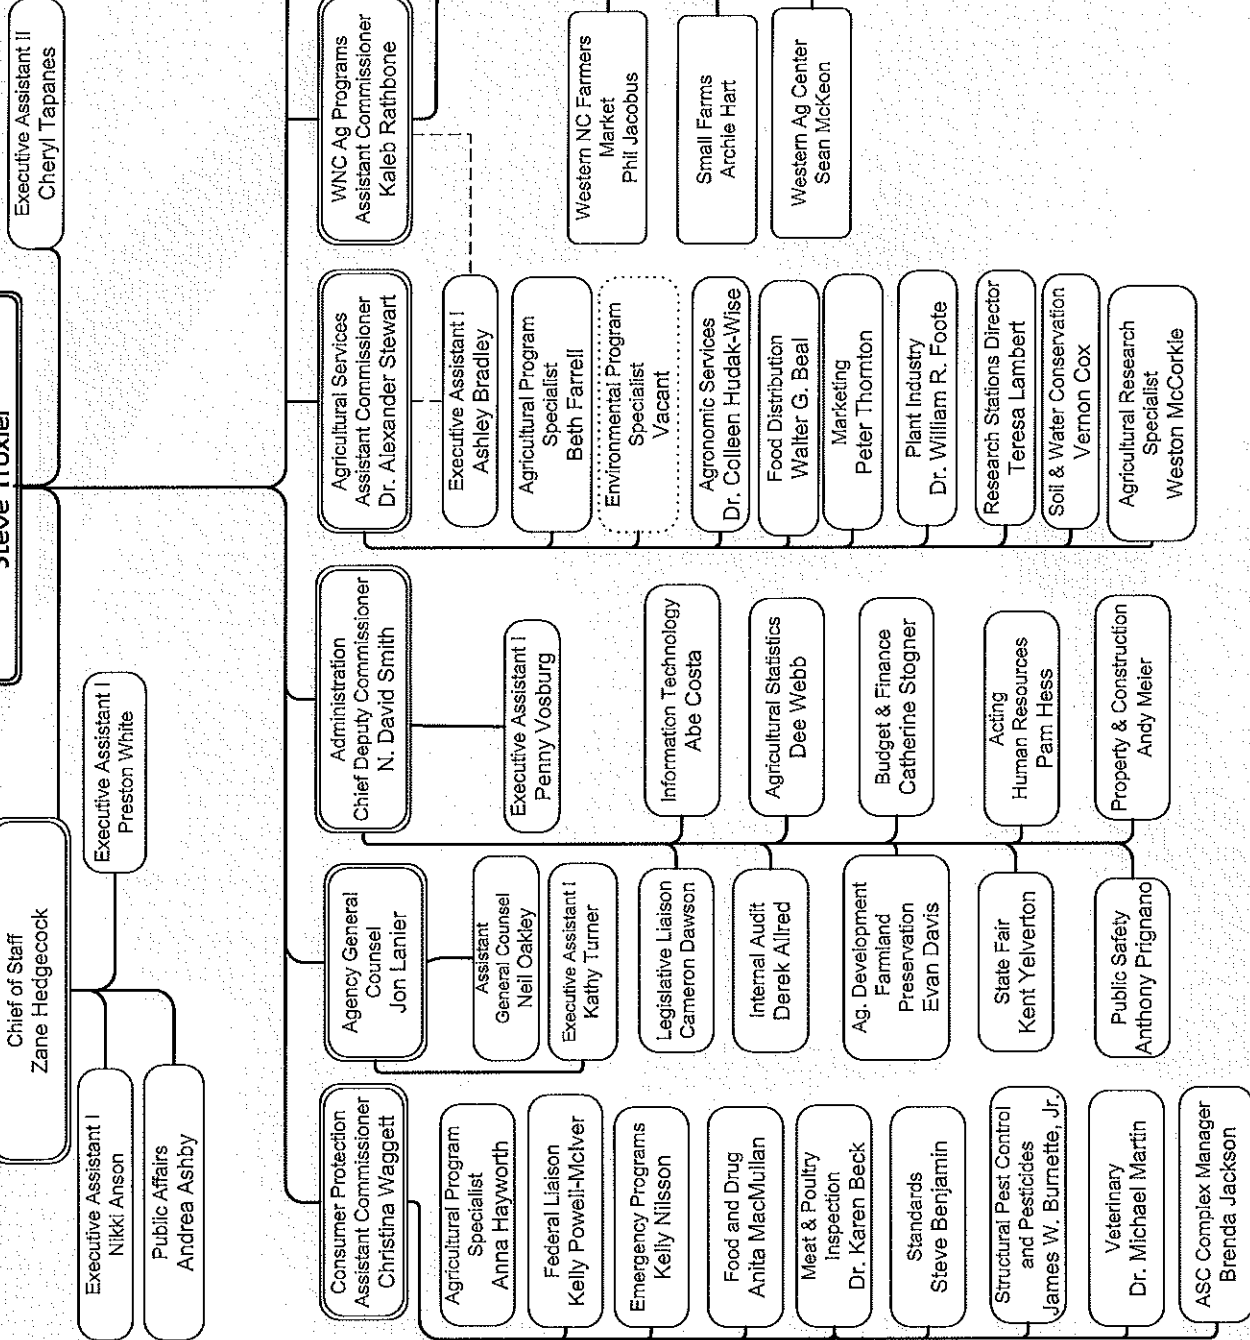 Steve Troxler
Executive Assistant II
Cheryl Tapanes
Chief of Staff
Zane Hedgecock
Executive Assistant I
Preston White
Executive Assistant I
Nikki Anson
Public Affairs
Andrea Ashby
Consumer Protection
Assistant Commissioner
Christina Waggett
Agricultural Program
Specialist
Anna Hayworth
Federal Liaison
Kelly Powell-McIver
Emergency Programs
Kelly Nilsson
Food and Drug
Anita MacMullan
Meat & Poultry
Inspection
Dr. Karen Beck
Standards
Steve Benjamin
Structural Pest Control
and Pesticides
James W. Burnette, Jr.
Veterinary
Dr. Michael Martin
ASC Complex Manager
Brenda Jackson
Agency General
Counsel
Jon Lanier
Assistant
General Counsel
Neil Oakley
Executive Assistant I
Kathy Turner
Administration
Chief Deputy Commissioner
N. David Smith
Executive Assistant I
Penny Vosburg
Legislative Liaison
Cameron Dawson
Information Technology
Abe Costa
Internal Audit
Derek Allred
Agricultural Statistics
Dee Webb
Ag. Development
Farmland
Preservation
Evan Davis
Budget & Finance
Catherine Stogner
State Fair
Kent Yelverton
Acting
Human Resources
Pam Hess
Public Safety
Anthony Prignano
Property & Construction
Andy Meier
Agricultural Services
Assistant Commissioner
Dr. Alexander Stewart
Executive Assistant I
Ashley Bradley
Agricultural Program
Specialist
Beth Farrell
Environmental Program
Specialist
Vacant
Agronomic Services
Dr. Colleen Hudak-Wise
Food Distribution
Walter G. Beal
Marketing
Peter Thornton
Plant Industry
Dr. William R. Foote
Research Stations Director
Teresa Lambert
Soil & Water Conservation
Vernon Cox
Agricultural Research
Specialist
Weston McCorkle
WNC Ag Programs
Assistant Commissioner
Kaleb Rathbone
Western NC Farmers
Market
Phil Jacobus
Small Farms
Archie Hart
Western Ag Center
Sean McKeon